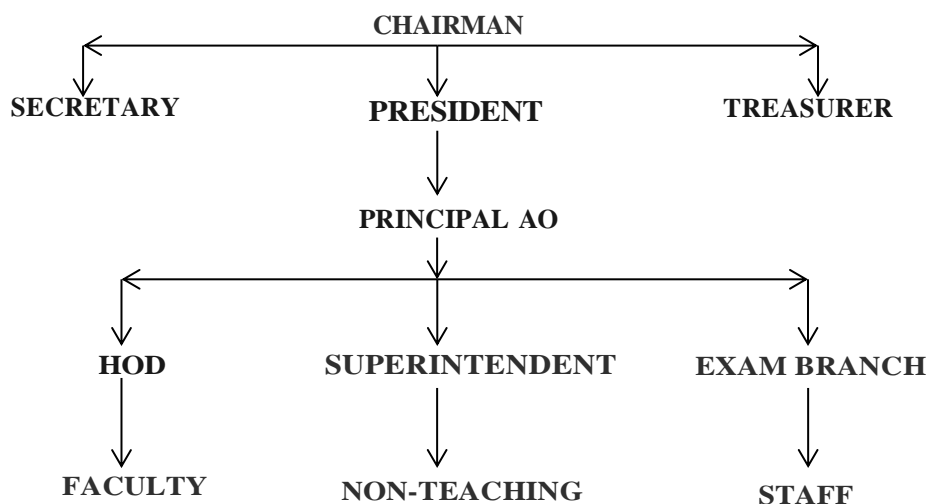 CHAIRMAN
SECRETARY PRESIDENT TREASURER
PRINCIPAL AO
HOD SUPERINTENDENT EXAM BRANCH
FACULTY NON-TEACHING STAFF